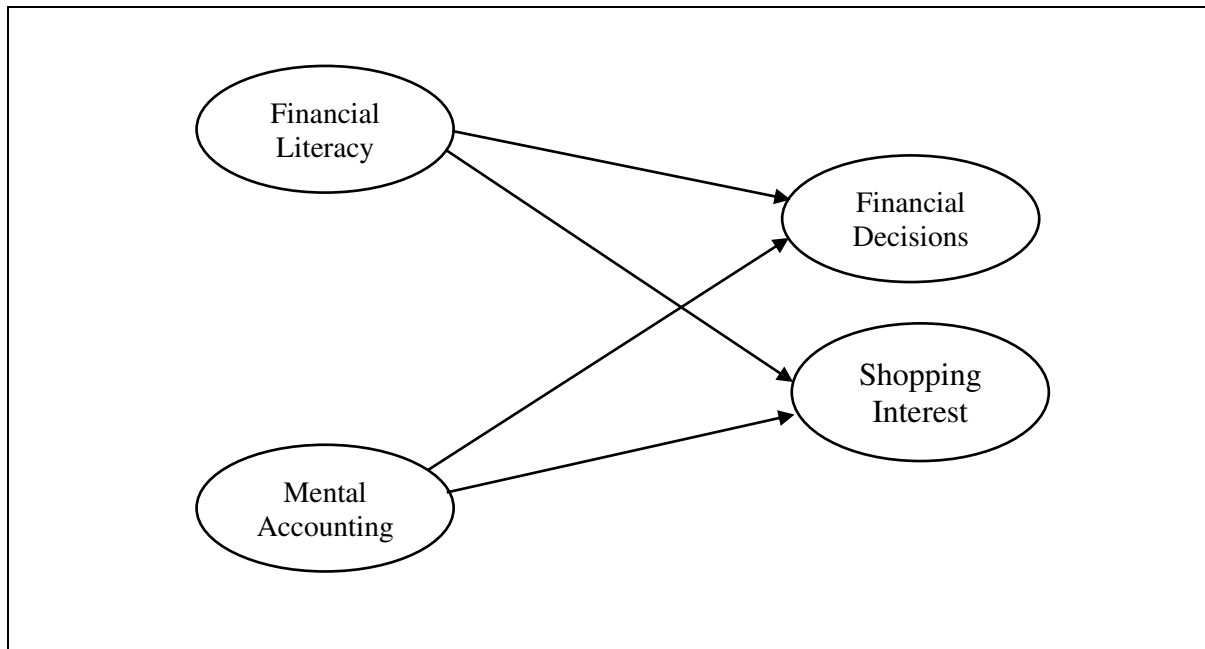 Financial
Literacy
Financial
Decisions
Shopping
Interest
Mental
Accounting